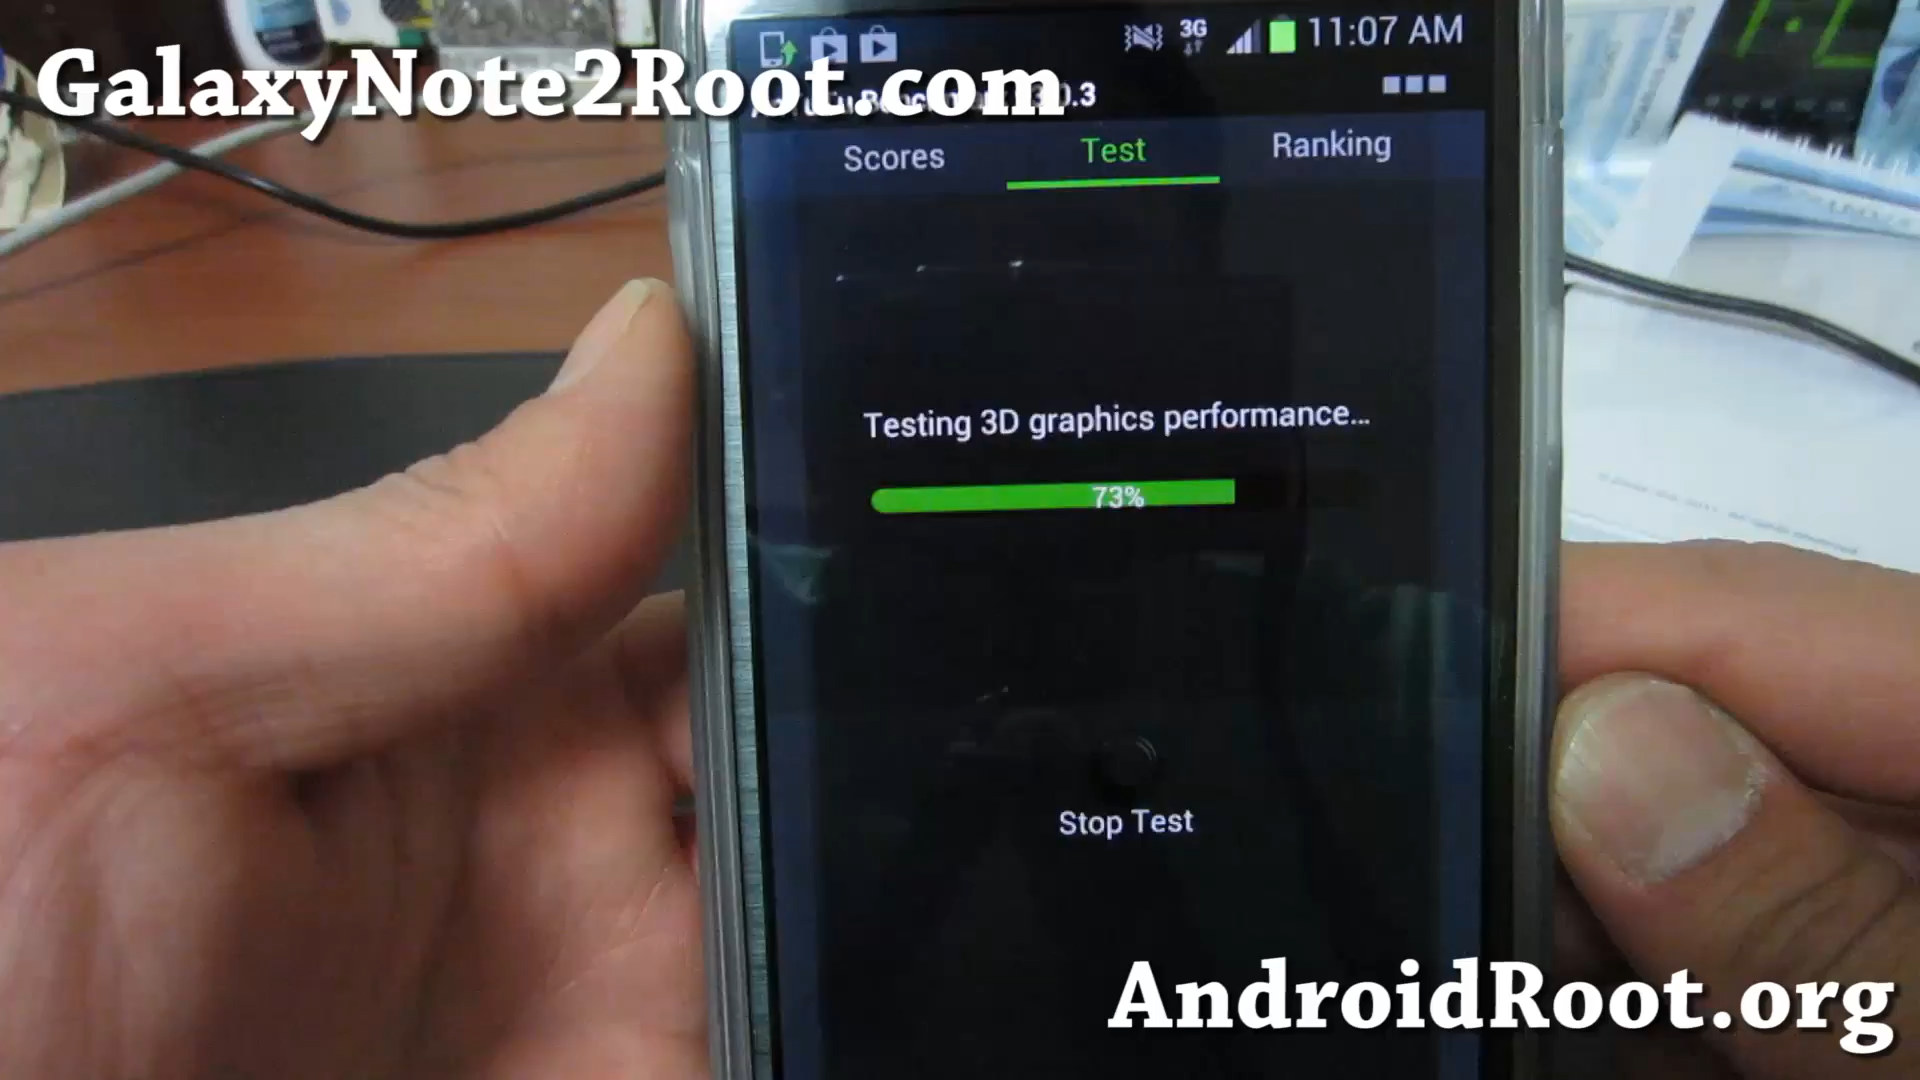 GalaxyNote2Root.com
3G 11:07 AM
Scores Test Ranking
Testing 3D graphics performance...
73%
Stop Test
AndroidRoot.org